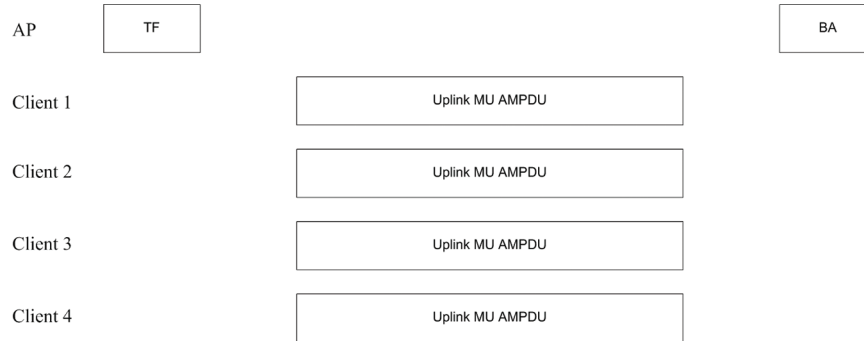 AP TF BA
Client 1 Uplink MU AMPDU
Client 2 Uplink MU AMPDU
Client 3 Uplink MU AMPDU
Client 4 Uplink MU AMPDU